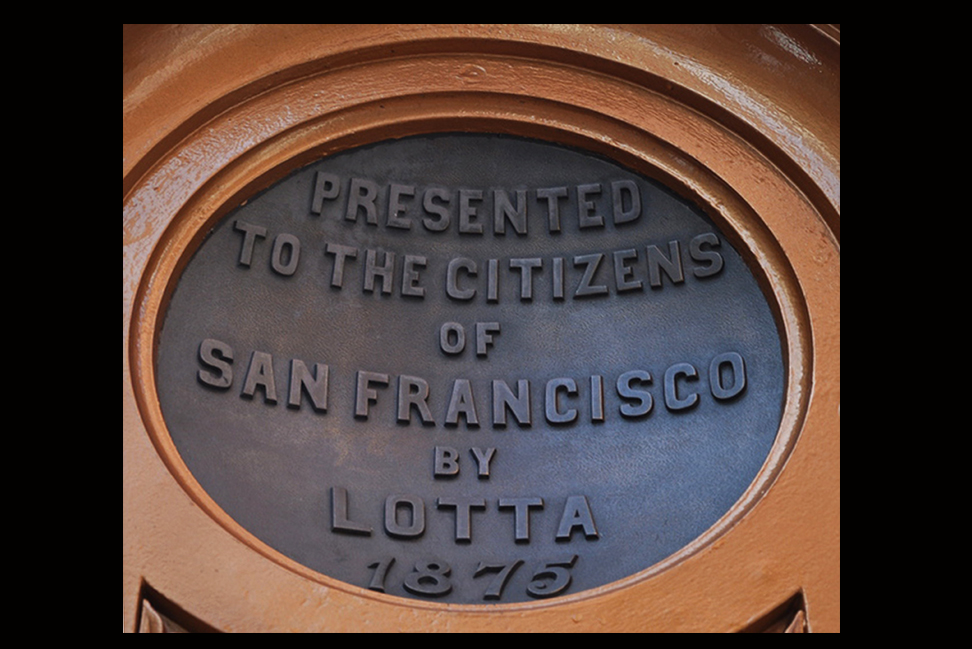 PRESENTED
TO THE CITIZENS
OF
SAN FRANCISCO
BY
LOTTA
1875